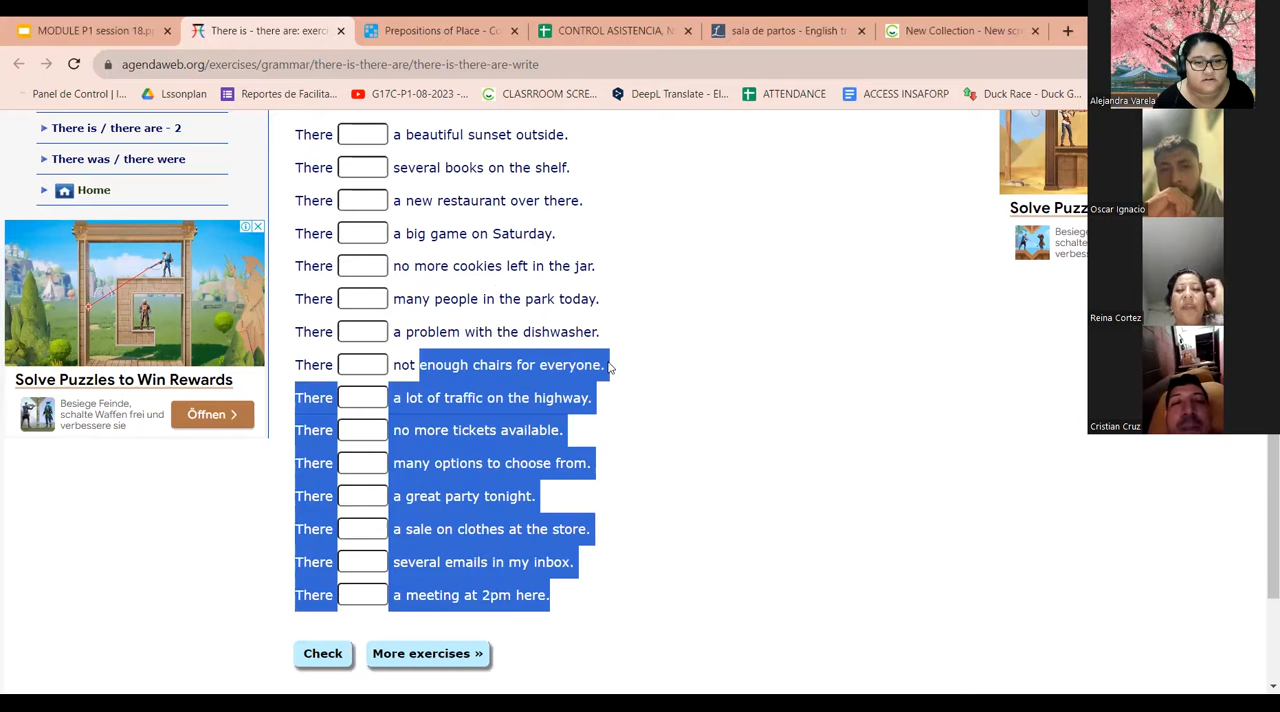 MODULE P1 session 18.p
There is - there are: exerci
Prepositions of Place - Co
CONTROL ASISTENCIA, N
sala de partos - English t
New Collection - New scre
agendaweb.org/exercises/grammar/there-is-there-are/there-is-there-are-write
Panel de Control | I...
Lssonplan
Reportes de Facilita...
G17C-P1-08-2023 -
CLASSROOM SCRE...
DeepL Translate - El...
ATTENDANCE
ACCESS INSAFORP
Duck Race - Duck G...
There is / there are - 2
There was / there were
Home
Solve Puzzles to Win Rewards
Besiege Feinde,
schalte Waffen frei und
verbessere sie
Öffnen
There a beautiful sunset outside.
There several books on the shelf.
There a new restaurant over there.
There a big game on Saturday.
There no more cookies left in the jar.
There many people in the park today.
There a problem with the dishwasher.
There not enough chairs for everyone.
There a lot of traffic on the highway.
There no more tickets available.
There many options to choose from.
There a great party tonight.
There a sale on clothes at the store.
There several emails in my inbox.
There a meeting at 2pm here.
Check
More exercises »
Solve Puzz
Besiege
schalte
verbess
Alejandra Varela
Oscar Ignacio
Reina Cortez
Cristian Cruz